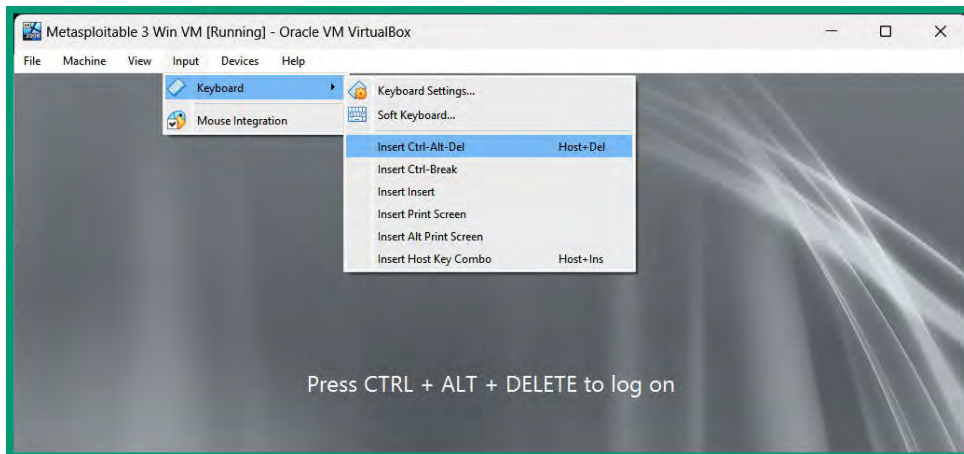 Metasploitable 3 Win VM [Running] - Oracle VM VirtualBox
File Machine View Input Devices Help
Keyboard
Mouse Integration
Keyboard Settings...
Soft Keyboard...
Insert Ctrl-Alt-Del Host+Del
Insert Ctrl-Break
Insert Insert
Insert Print Screen
Insert Alt Print Screen
Insert Host Key Combo Host+Ins
Press CTRL + ALT + DELETE to log on